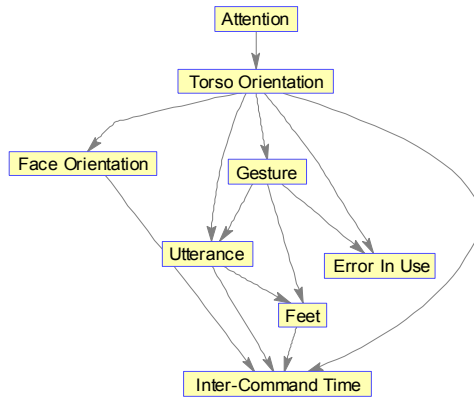 Attention
Torso Orientation
Face Orientation
Gesture
Utterance
Error In Use
Feet
Inter-Command Time